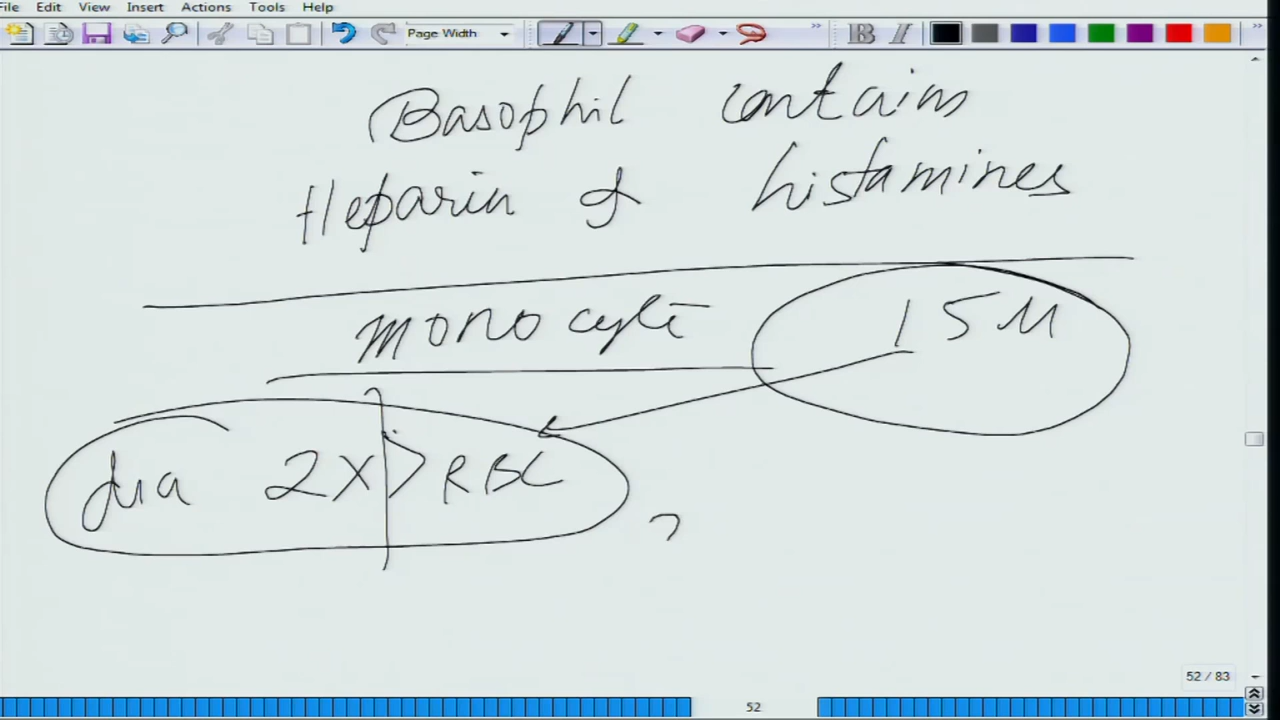 File Edit View Insert Actions Tools Help
Page Width B I
Basophil contains
Heparin & histamines
monocyte 15 M
dia 2X > RBC
2
52 / 83
52